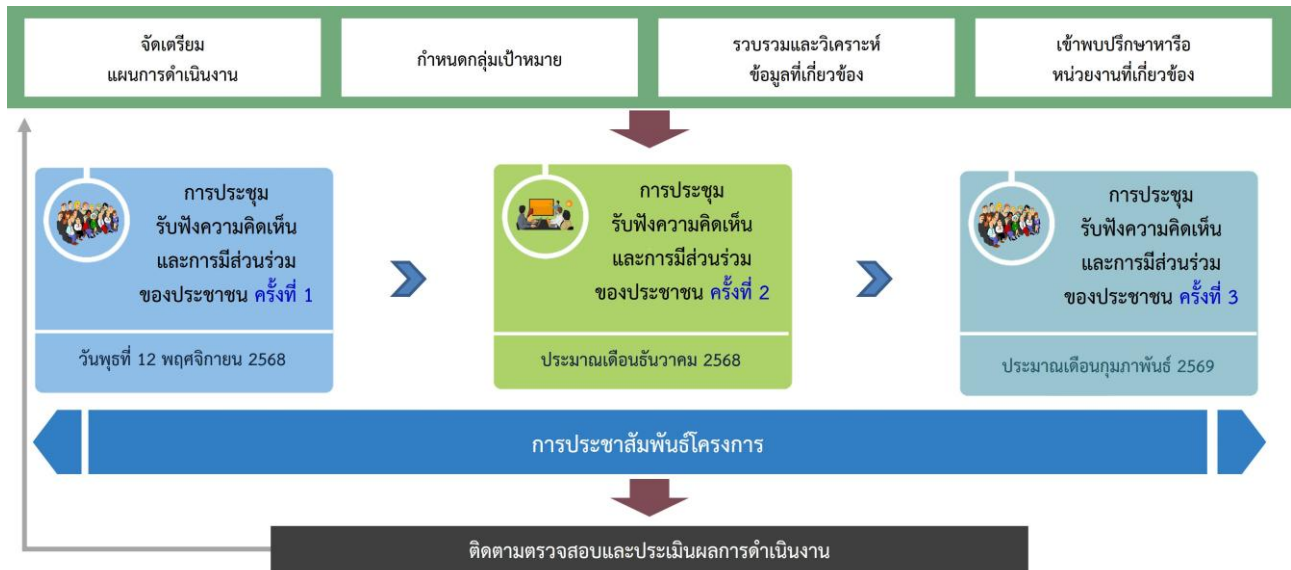 จัดเตรียม
แผนการดำเนินงาน
กำหนดกลุ่มเป้าหมาย
รวบรวมและวิเคราะห์
ข้อมูลที่เกี่ยวข้อง
เข้าพบปรึกษาหารือ
หน่วยงานที่เกี่ยวข้อง
การประชุม
รับฟังความคิดเห็น
และการมีส่วนร่วม
ของประชาชน ครั้งที่ 1
วันพุธที่ 12 พฤศจิกายน 2568
การประชุม
รับฟังความคิดเห็น
และการมีส่วนร่วม
ของประชาชน ครั้งที่ 2
ประมาณเดือนธันวาคม 2568
การประชุม
รับฟังความคิดเห็น
และการมีส่วนร่วม
ของประชาชน ครั้งที่ 3
ประมาณเดือนกุมภาพันธ์ 2569
การประชาสัมพันธ์โครงการ
ติดตามตรวจสอบและประเมินผลการดำเนินงาน